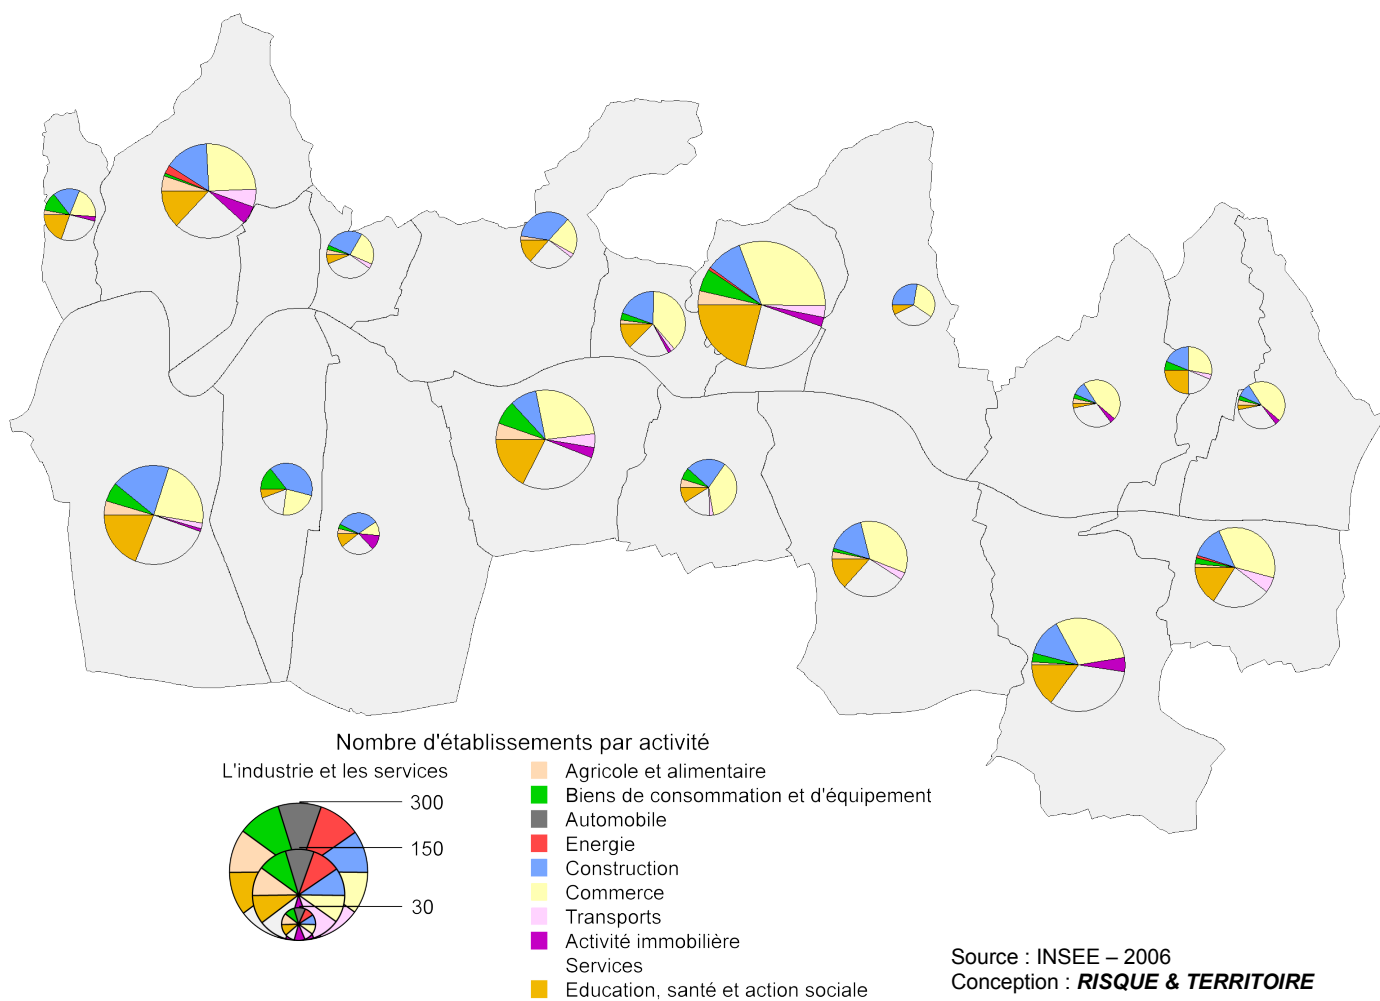 Nombre d'établissements par activité
L'industrie et les services
300
150
30
Agricole et alimentaire
Biens de consommation et d'équipement
Automobile
Energie
Construction
Commerce
Transports
Activité immobilière
Services
Education, santé et action sociale
Source : INSEE – 2006
Conception : RISQUE & TERRITOIRE